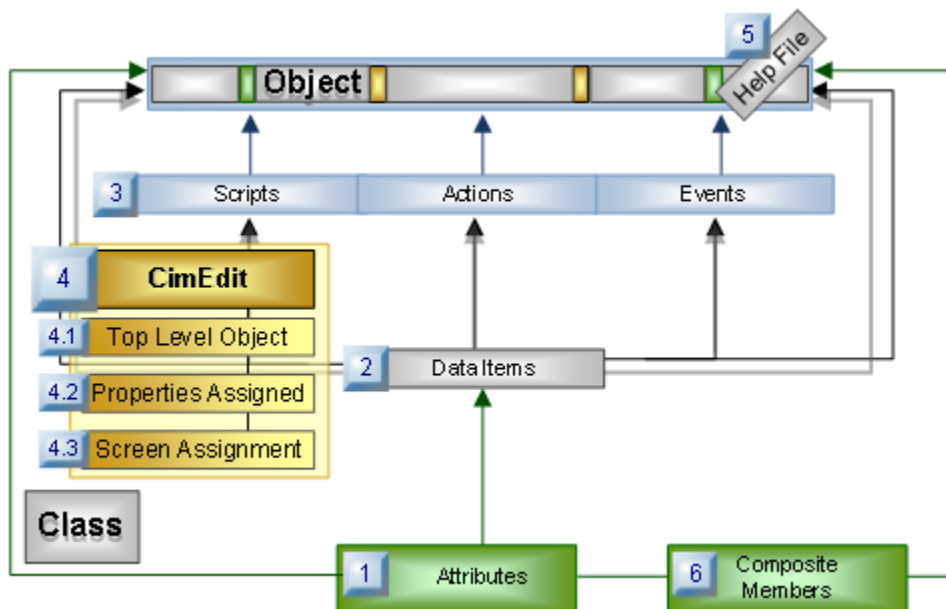 5
Help File
Object
3
Scripts
Actions
Events
4
CimEdit
4.1
Top Level Object
2
Data Items
4.2
Properties Assigned
4.3
Screen Assignment
Class
1
Attributes
6
Composite
Members